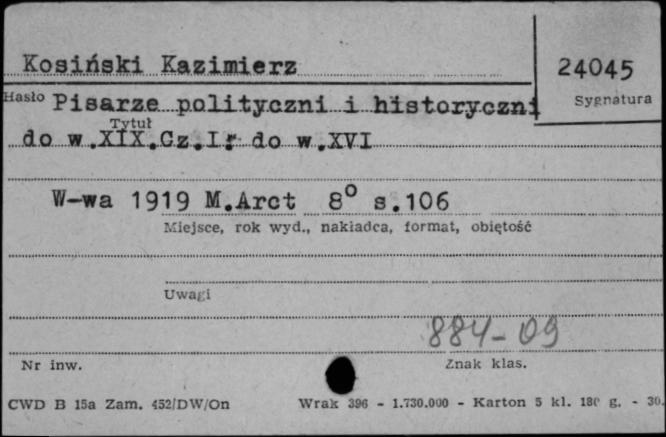 Kosiński Kazimierz
24045
Hasło
Sygnatura
Pisarze polityczni i historyczni
Tytuł
do w.XIX.Cz.I: do w.XVI
W-wa 1919 M.Arct 8° s.106
Miejsce, rok wyd., nakładca, format, objętość
Uwagi
884-09
Nr inw.
Znak klas.
CWD B 15a Zam. 452/DW/On
Wrak 396 - 1.730.000 - Karton 5 kl. 180 g. - 30.